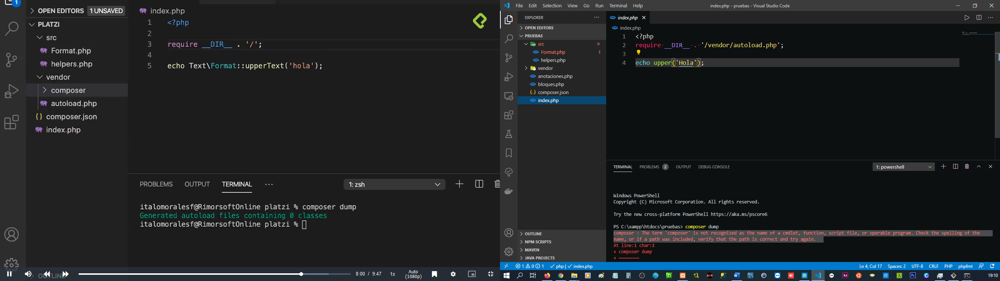 1
OPEN EDITORS 1 UNSAVED
PLATZI
src
Format.php
helpers.php
vendor
composer
autoload.php
composer.json
index.php
OUTLINE
index.php
1 <?php
2
3 require __DIR__ . '/';
4
5 echo Text\Format::upperText('hola');
PROBLEMS OUTPUT TERMINAL ... 1: zsh
italomoralesf@RimorsoftOnline platzi % composer dump
Generated autoload files containing 0 classes
italomoralesf@RimorsoftOnline platzi %
8:00 / 9:47 1x Auto (1080p)
File Edit Selection View Go Run Terminal Help index.php - pruebas - Visual Studio Code
EXPLORER
OPEN EDITORS
PRUEBAS
src
Format.php 1
helpers.php
vendor
anotaciones.php
bloques.php
composer.json
index.php
OUTLINE
NPM SCRIPTS
MAVEN
JAVA PROJECTS
index.php
index.php
1 <?php
2 require __DIR__ . '/vendor/autoload.php';
3
4 echo upper('Hola');
TERMINAL PROBLEMS 2 OUTPUT DEBUG CONSOLE 1: powershell
Windows PowerShell
Copyright (C) Microsoft Corporation. All rights reserved.
Try the new cross-platform PowerShell https://aka.ms/pscore6
PS C:\xampp\htdocs\pruebas> composer dump
composer : The term 'composer' is not recognized as the name of a cmdlet, function, script file, or operable program. Check the spelling of the
name, or if a path was included, verify that the path is correct and try again.
At line:1 char:1
+ composer dump
+ ~~~~~~~~
1 0 1 php | index.php Ln 4, Col 17 Spaces: 2 UTF-8 CRLF PHP phpfmt
19:10